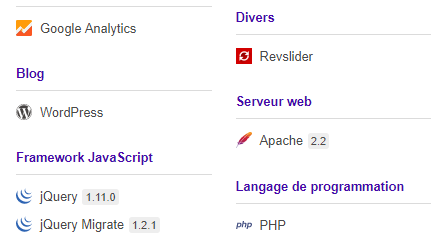 Google Analytics
Blog
WordPress
Framework JavaScript
jQuery 1.11.0
jQuery Migrate 1.2.1
Divers
Revslider
Serveur web
Apache 2.2
Langage de programmation
php PHP